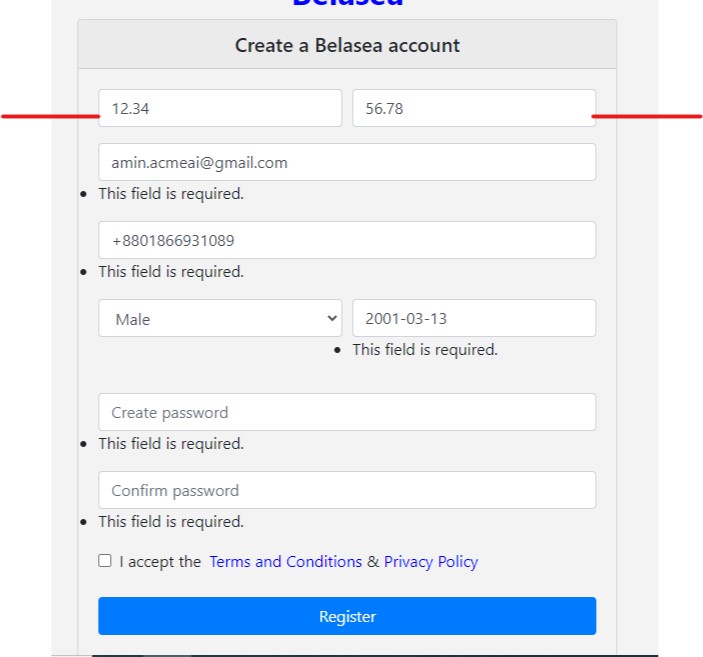 Belasea
Create a Belasea account
12.34 56.78
amin.acmeai@gmail.com
• This field is required.
+8801866931089
• This field is required.
Male 2001-03-13
• This field is required.
Create password
• This field is required.
Confirm password
• This field is required.
I accept the Terms and Conditions & Privacy Policy
Register